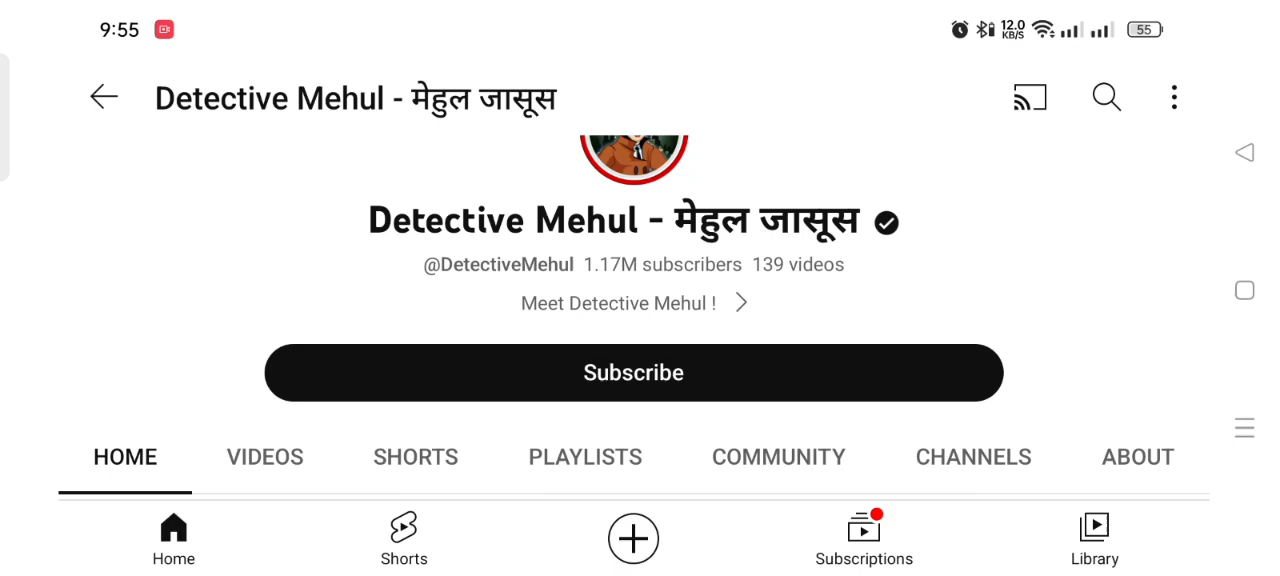 9:55 12.0 KB/S 55
Detective Mehul - मेहुल जासूस
Detective Mehul - मेहुल जासूस
@DetectiveMehul 1.17M subscribers 139 videos
Meet Detective Mehul !
Subscribe
HOME VIDEOS SHORTS PLAYLISTS COMMUNITY CHANNELS ABOUT
Home Shorts Subscriptions Library